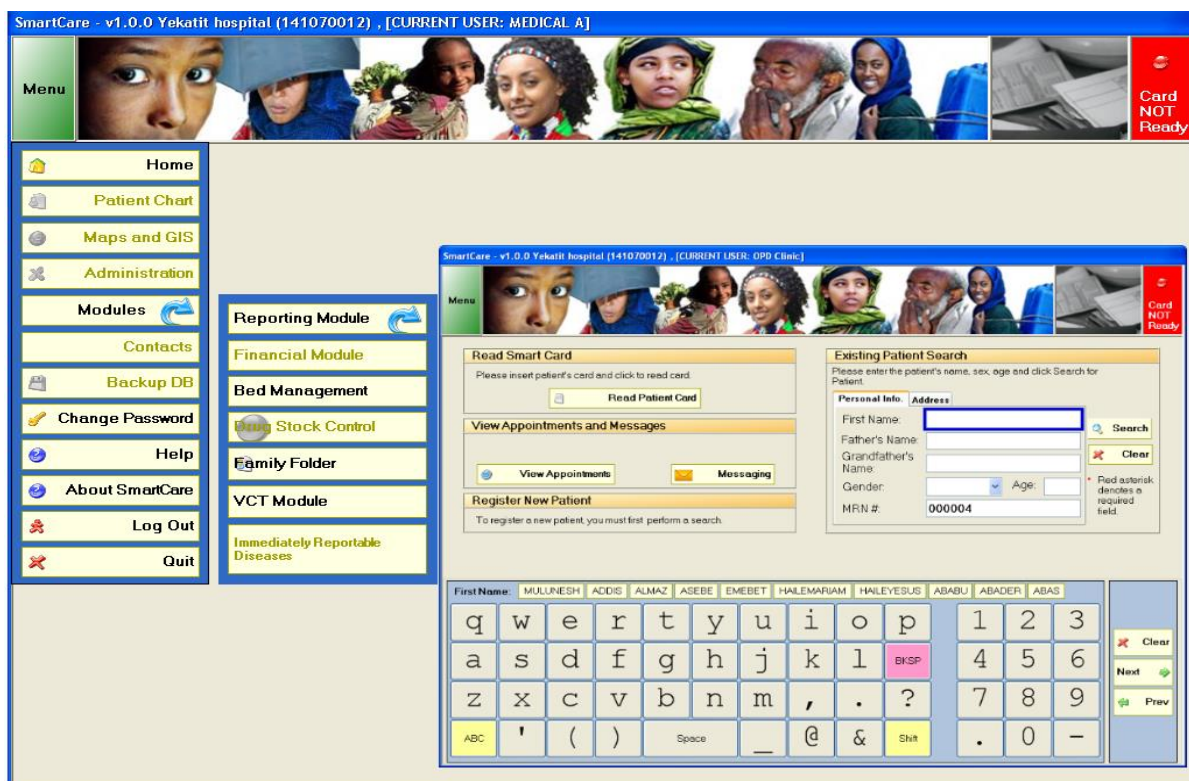 SmartCare - v1.0.0 Yekatit hospital (141070012) , [CURRENT USER: MEDICAL A]
Menu
Card
NOT
Ready
Home
Patient Chart
Maps and GIS
Administration
Modules
Contacts
Backup DB
Change Password
Help
About SmartCare
Log Out
Quit
Reporting Module
Financial Module
Bed Management
Drug Stock Control
Family Folder
VCT Module
Immediately Reportable
Diseases
SmartCare - v1.0.0 Yekatit hospital (141070012) , [CURRENT USER: OPD Clinic]
Menu
Card
NOT
Ready
Read Smart Card
Please insert patient's card and click to read card.
Read Patient Card
View Appointments and Messages
View Appointments
Messaging
Register New Patient
To register a new patient, you must first perform a search.
Existing Patient Search
Please enter the patient's name, sex, age and click Search for
Patient.
Personal Info. Address
First Name:
Father's Name:
Grandfather's
Name:
Gender: Age:
MRN #: 000004
Search
Clear
* Red asterisk
denotes a
required
field.
First Name: MULUNESH ADDIS ALMAZ ASEBE EMEBET HAILEMARIAM HAILEYESUS ABABU ABADER ABAS
q w e r t y u i o p 1 2 3
a s d f g h j k l BKSP 4 5 6
z x c v b n m , . ? 7 8 9
ABC ' ( ) Space _ @ & Shift . 0 -
Clear
Next
Prev